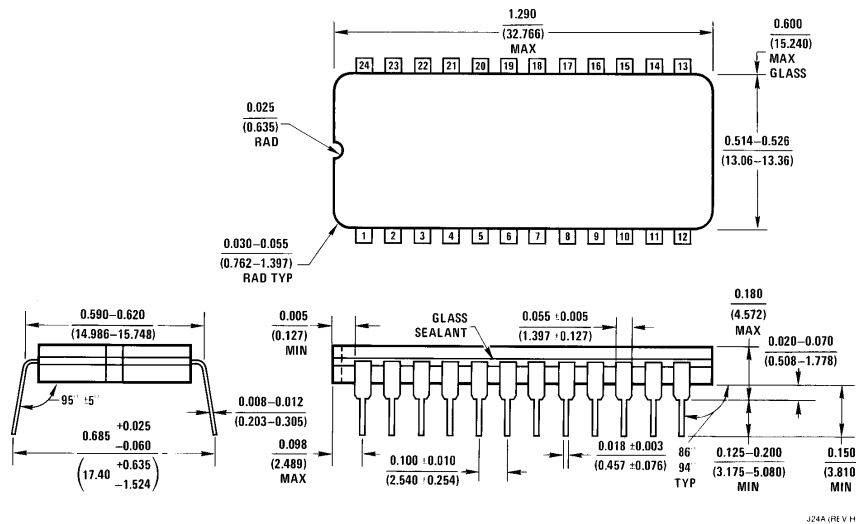 1.290
(32.766)
MAX
0.600
(15.240)
MAX
GLASS
24 23 22 21 20 19 18 17 16 15 14 13
0.025
(0.635)
RAD
0.514–0.526
(13.06–13.36)
1 2 3 4 5 6 7 8 9 10 11 12
0.030–0.055
(0.762–1.397)
RAD TYP
0.590–0.620
(14.986–15.748)
0.005
(0.127)
MIN
GLASS
SEALANT
0.055 ±0.005
(1.397 ±0.127)
0.180
(4.572)
MAX
0.020–0.070
(0.508–1.778)
95° ±5°
0.008–0.012
(0.203–0.305)
0.685 +0.025
−0.060
(17.40 +0.635
−1.524)
0.098
(2.489)
MAX
0.100 ±0.010
(2.540 ±0.254)
0.018 ±0.003
(0.457 ±0.076)
86°
94°
TYP
0.125–0.200
(3.175–5.080)
MIN
0.150
(3.810)
MIN
J24A (REV H